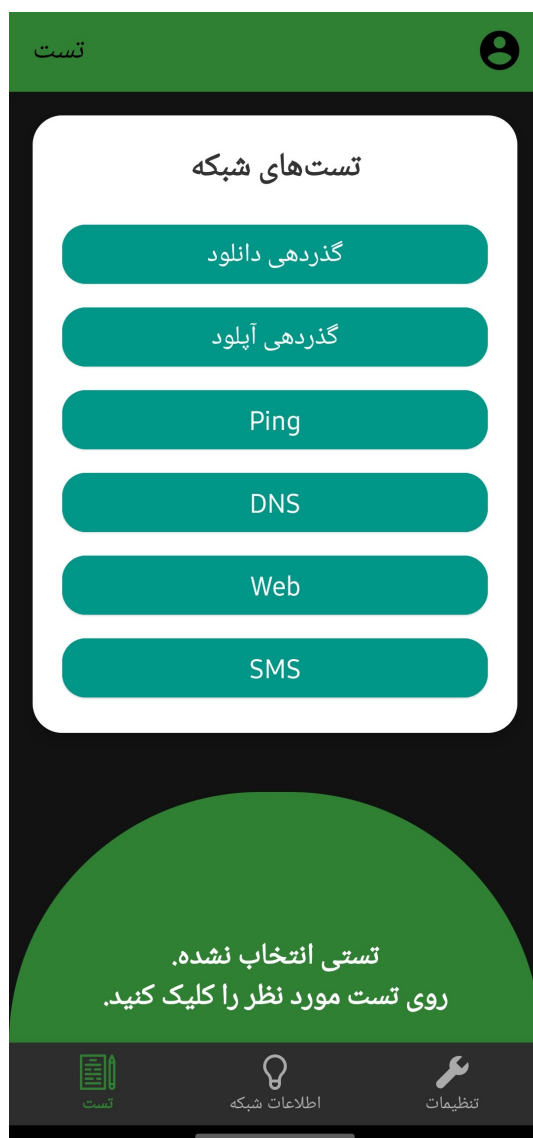 تست
تست‌های شبکه
گذردهی دانلود
گذردهی آپلود
Ping
DNS
Web
SMS
تستی انتخاب نشده.
روی تست مورد نظر را کلیک کنید.
تنظیمات
اطلاعات شبکه
تست